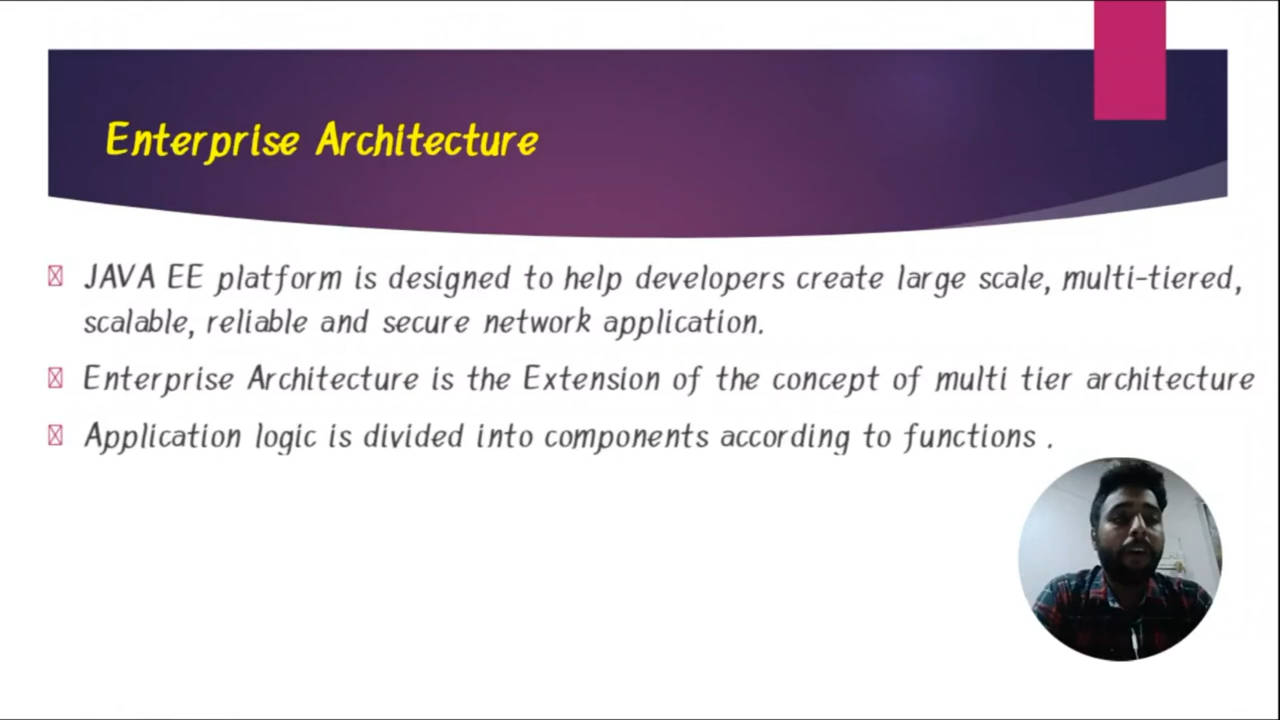 Enterprise Architecture
JAVA EE platform is designed to help developers create large scale, multi-tiered,
scalable, reliable and secure network application.
Enterprise Architecture is the Extension of the concept of multi tier architecture
Application logic is divided into components according to functions .